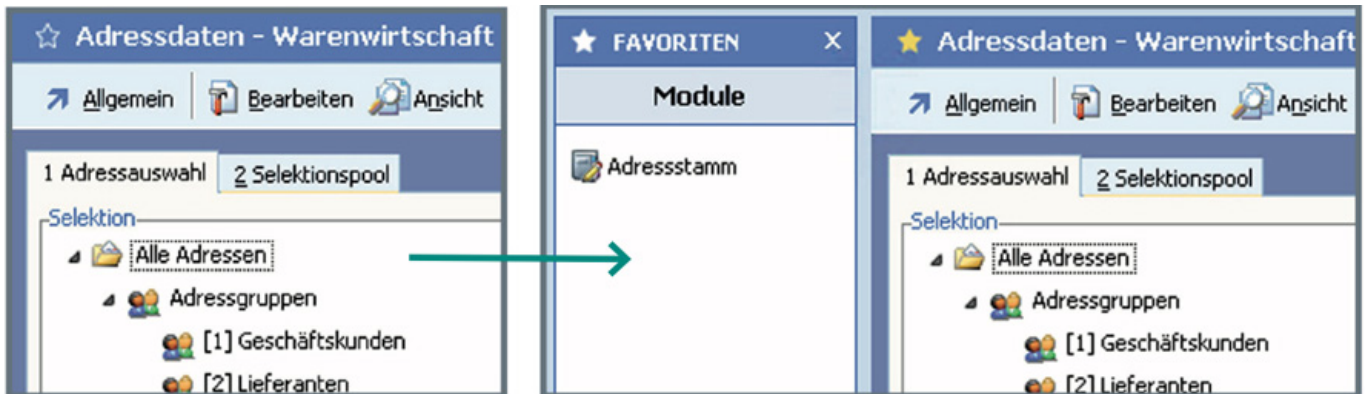 Adressdaten - Warenwirtschaft
Allgemein Bearbeiten Ansicht
1 Adressauswahl 2 Selektionspool
Selektion
Alle Adressen
Adressgruppen
[1] Geschäftskunden
[2] Lieferanten
FAVORITEN X
Module
Adressstamm
Adressdaten - Warenwirtschaft
Allgemein Bearbeiten Ansicht
1 Adressauswahl 2 Selektionspool
Selektion
Alle Adressen
Adressgruppen
[1] Geschäftskunden
[2] Lieferanten